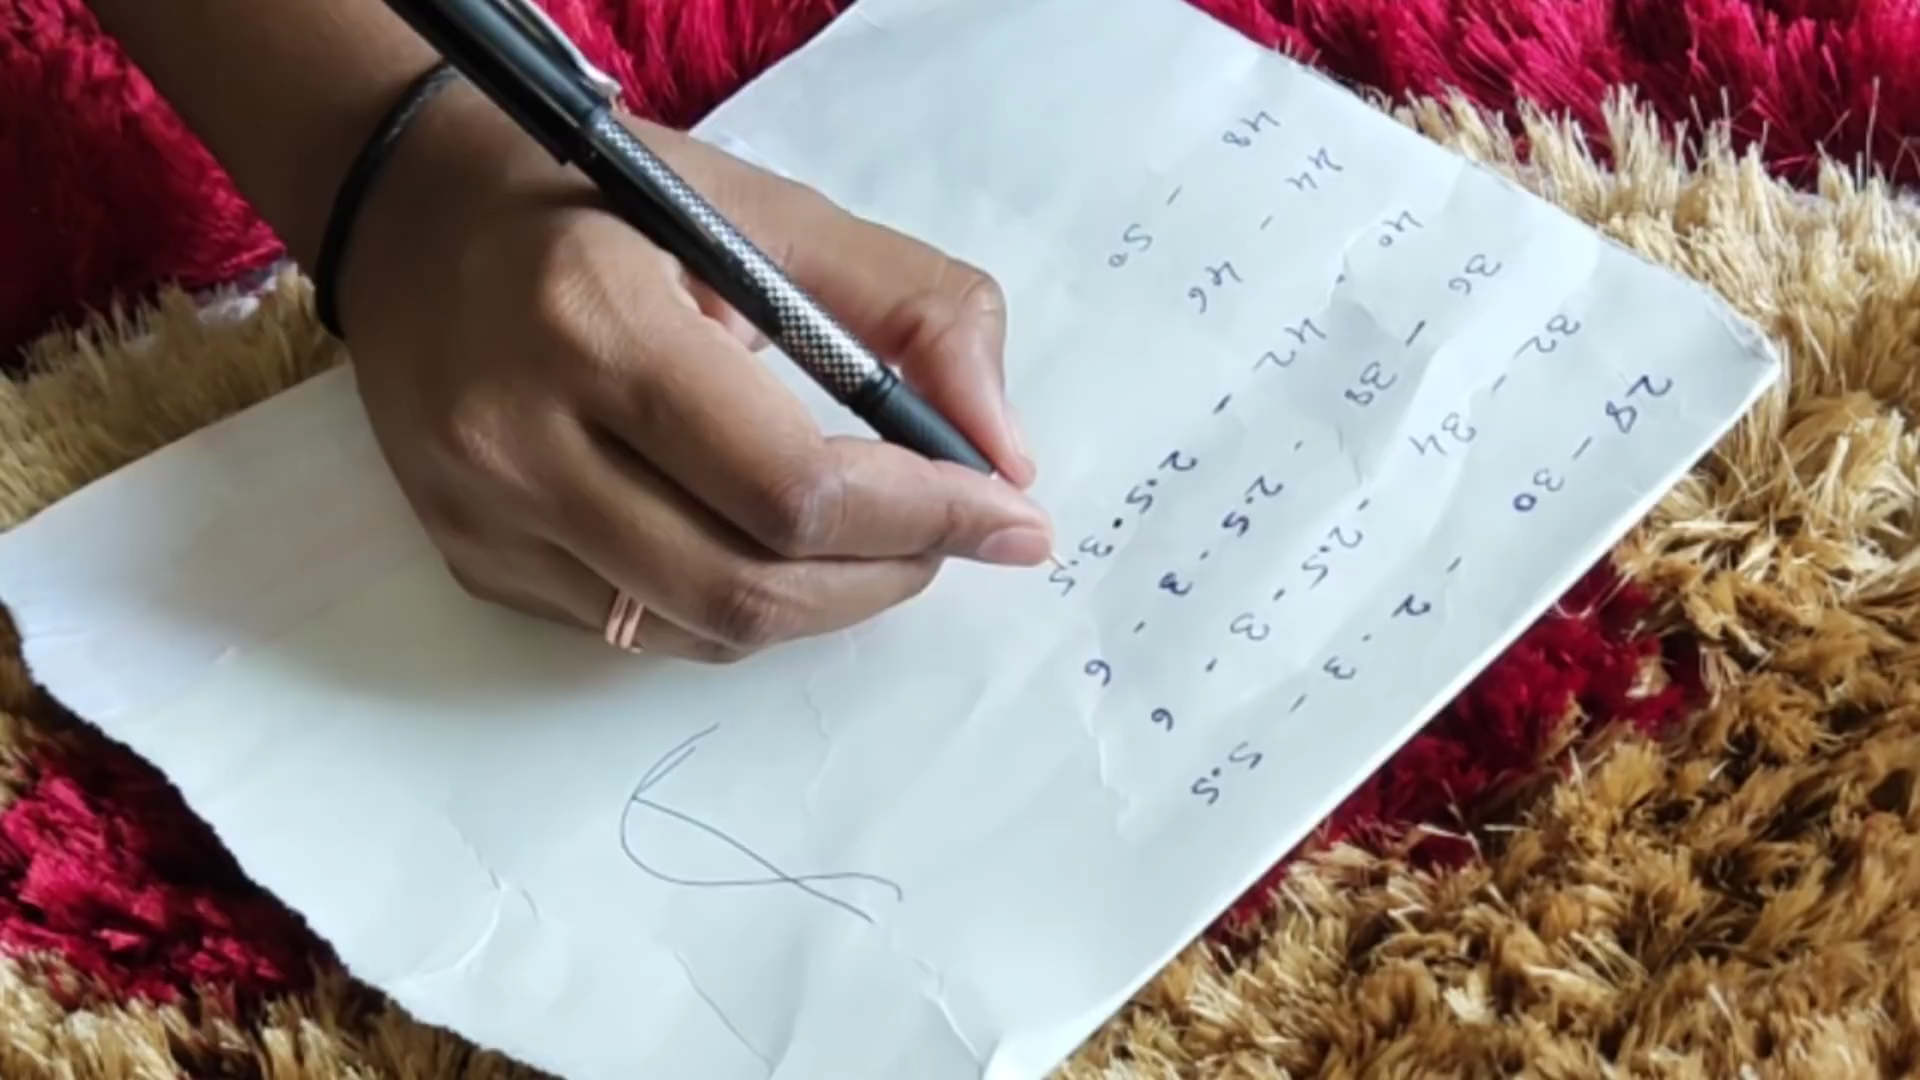 28 - 30 - 2 - 3 - 5.5
32 - 34 - 2.5 - 3 - 6
36 - 38 - 2.5 - 3 - 6
40 - 42 - 2.5 . 3.5
44 - 46
48 - 50